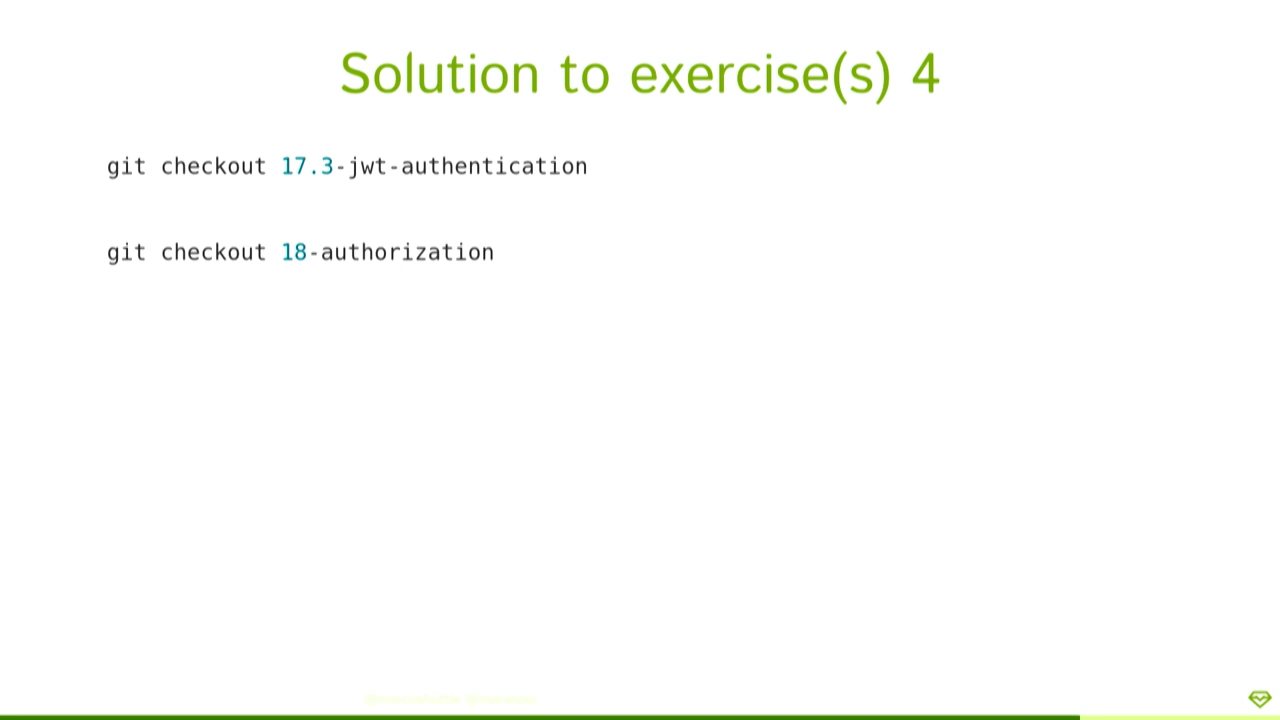 Solution to exercise(s) 4
git checkout 17.3-jwt-authentication
git checkout 18-authorization